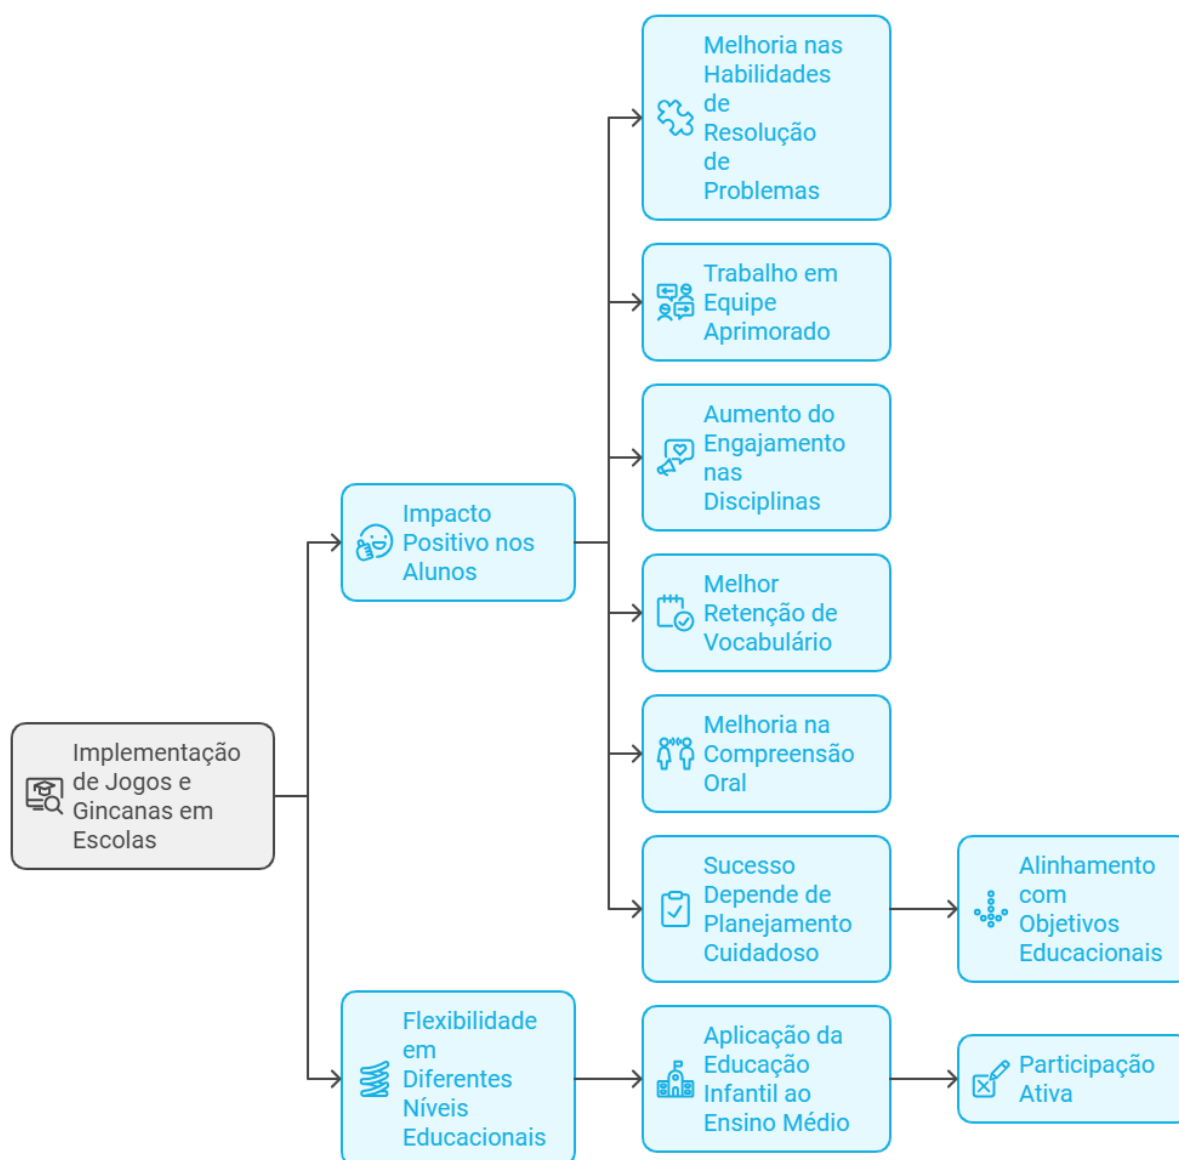 Implementação
de Jogos e
Gincanas em
Escolas
Impacto
Positivo nos
Alunos
Melhoria nas
Habilidades
de
Resolução
de
Problemas
Trabalho em
Equipe
Aprimorado
Aumento do
Engajamento
nas
Disciplinas
Melhor
Retenção de
Vocabulário
Melhoria na
Compreensão
Oral
Sucesso
Depende de
Planejamento
Cuidadoso
Alinhamento
com
Objetivos
Educacionais
Flexibilidade
em
Diferentes
Níveis
Educacionais
Aplicação da
Educação
Infantil ao
Ensino Médio
Participação
Ativa